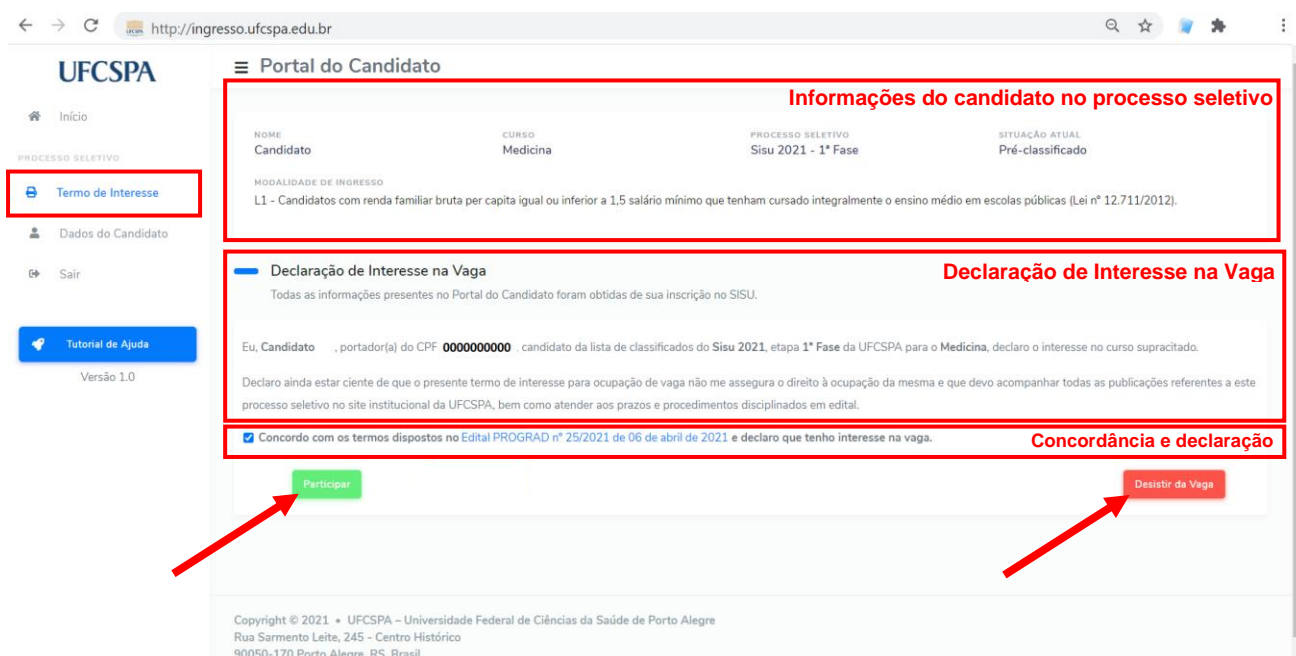 http://ingresso.ufcspa.edu.br
UFCSPA
Início
PROCESSO SELETIVO
Termo de Interesse
Dados do Candidato
Sair
Tutorial de Ajuda
Versão 1.0
Portal do Candidato
Informações do candidato no processo seletivo
NOME CURSO PROCESSO SELETIVO SITUAÇÃO ATUAL
Candidato Medicina Sisu 2021 - 1ª Fase Pré-classificado
MODALIDADE DE INGRESSO
L1 - Candidatos com renda familiar bruta per capita igual ou inferior a 1,5 salário mínimo que tenham cursado integralmente o ensino médio em escolas públicas (Lei nº 12.711/2012).
Declaração de Interesse na Vaga
Declaração de Interesse na Vaga
Todas as informações presentes no Portal do Candidato foram obtidas de sua inscrição no SISU.
Eu, Candidato , portador(a) do CPF 0000000000 , candidato da lista de classificados do Sisu 2021, etapa 1ª Fase da UFCSPA para o Medicina, declaro o interesse no curso supracitado.
Declaro ainda estar ciente de que o presente termo de interesse para ocupação de vaga não me assegura o direito à ocupação da mesma e que devo acompanhar todas as publicações referentes a este
processo seletivo no site institucional da UFCSPA, bem como atender aos prazos e procedimentos disciplinados em edital.
Concordo com os termos dispostos no Edital PROGRAD nº 25/2021 de 06 de abril de 2021 e declaro que tenho interesse na vaga.
Concordância e declaração
Participar
Desistir da Vaga
Copyright © 2021 • UFCSPA – Universidade Federal de Ciências da Saúde de Porto Alegre
Rua Sarmento Leite, 245 - Centro Histórico
90050-170 Porto Alegre, RS, Brasil